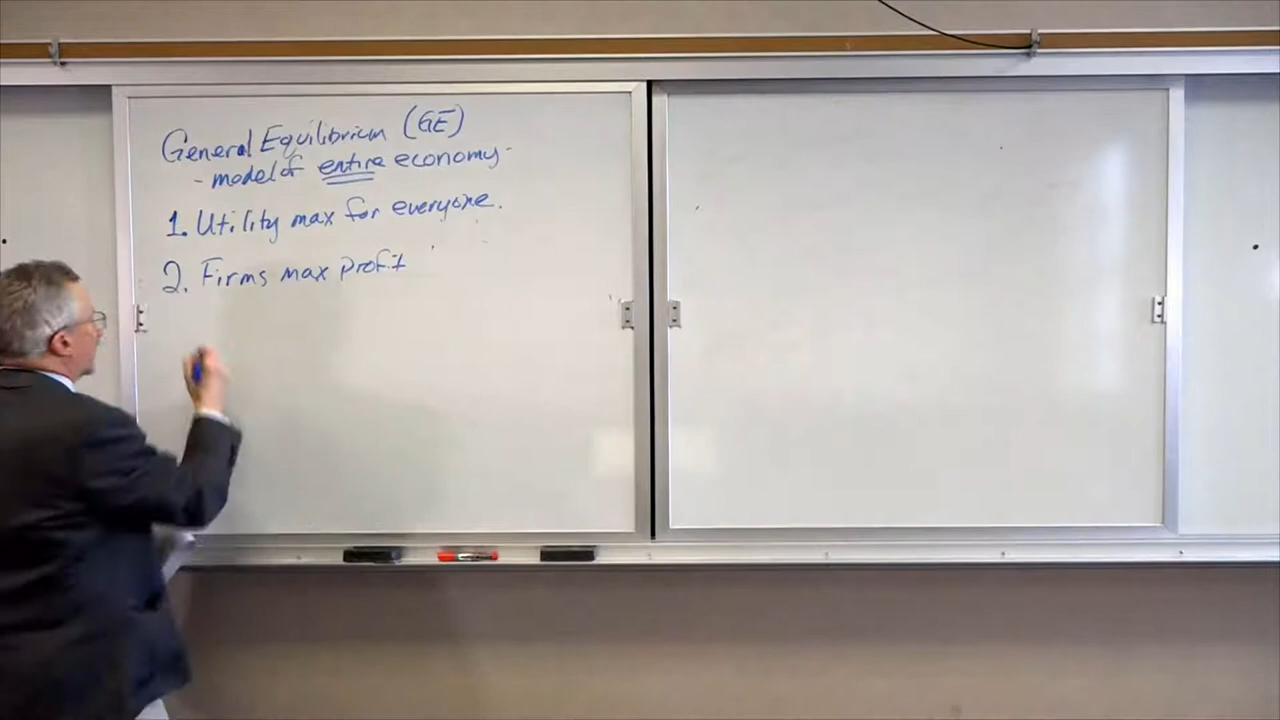 General Equilibrium (GE)
- model of entire economy -
1. Utility max for everyone.
2. Firms max profit